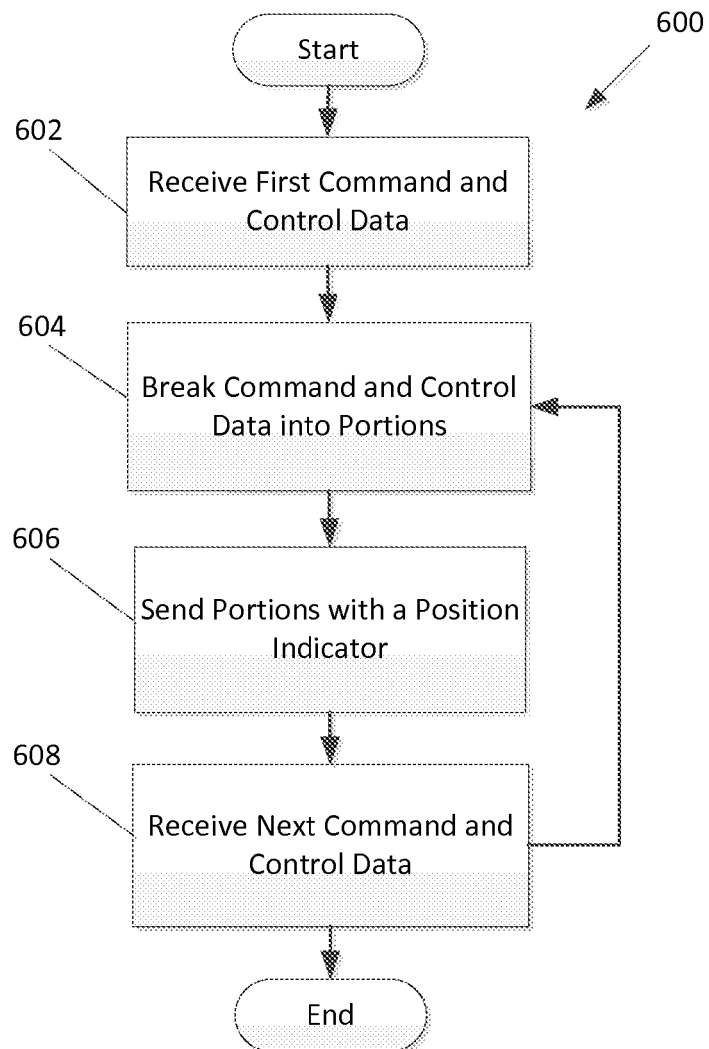 600
Start
602
Receive First Command and
Control Data
604
Break Command and Control
Data into Portions
606
Send Portions with a Position
Indicator
608
Receive Next Command and
Control Data
End